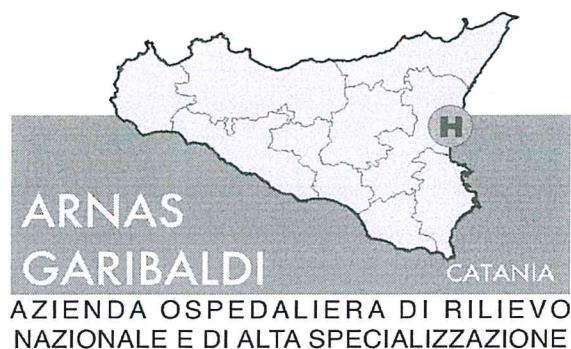 H
ARNAS
GARIBALDI
CATANIA
AZIENDA OSPEDALIERA DI RILIEVO
NAZIONALE E DI ALTA SPECIALIZZAZIONE